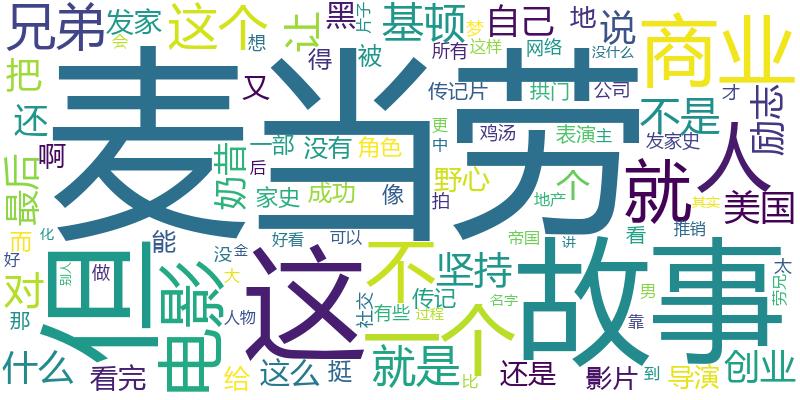 兄弟
发家
这个
想
让
黑
片子
基顿
梦
自己
地
说
商业
会
得
被
所有
这样
网络
没什么
把
麦当劳
又
传记片
拱门
公司
才
还
不是
励志
啊
一部
没有
角色
更
中
鸡汤
表演
主
发家史
最后
奶昔
后
家史
成功
像
野心
拍
个
地产
就
人
美国
其实
而
化
能
没
金
好看
可以
帝国
讲
看
推销
好
但
别人
做
电影
这
不
坚持
故事
太
对
大
传记
名字
男
劳兄
那
人物
社交
有些
过程
一个
靠
什么
看完
给
这么
挺
就是
比
还是
影片
到
导演
创业